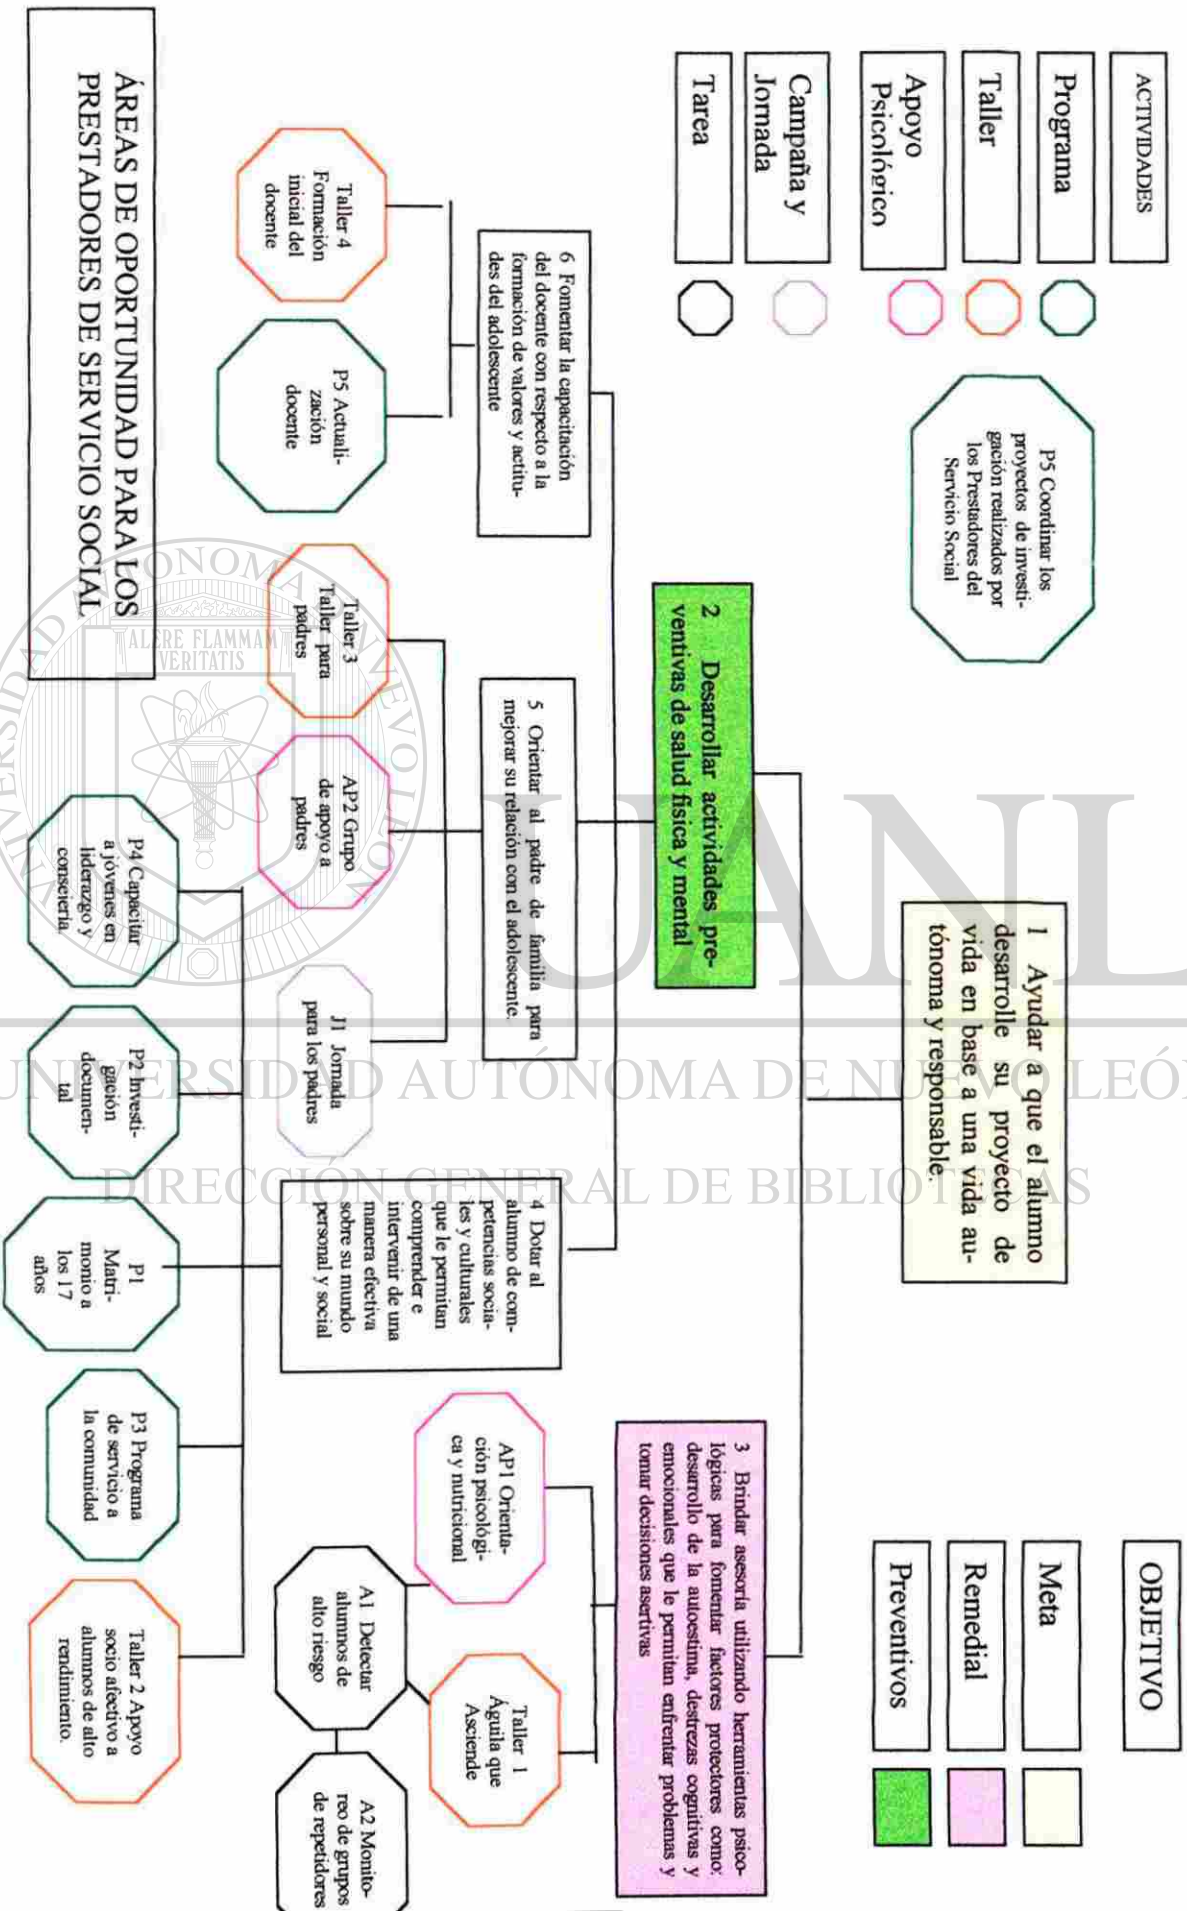 ACTIVIDADES
Programa
Taller
Apoyo
Psicológico
Campaña y
Jornada
Tarea
P5 Coordinar los
proyectos de investi-
gación realizados por
los Prestadores del
Servicio Social
OBJETIVO
Meta
Remedial
Preventivos
1 Ayudar a que el alumno
desarrolle su proyecto de
vida en base a una vida au-
tónoma y responsable.
2 Desarrollar actividades pre-
ventivas de salud fisica y mental
3 Brindar asesoría utilizando herramientas psico-
lógicas para fomentar factores protectores como:
desarrollo de la autoestima, destrezas cognitivas y
emocionales que le permitan enfrentar problemas y
tomar decisiones asertivas
6 Fomentar la capacitación
del docente con respecto a la
formación de valores y actitu-
des del adolescente
5 Orientar al padre de familia para
mejorar su relación con el adolescente.
4 Dotar al
alumno de com-
petencias socia-
les y culturales
que le permitan
comprender e
intervenir de una
manera efectiva
sobre su mundo
personal y social
Taller 4
Formación
inicial del
docente
P5 Actuali-
zación
docente
Taller 3
Taller para
padres
AP2 Grupo
de apoyo a
padres
J1 Jornada
para los padres
AP1 Orienta-
ción psicológi-
ca y nutricional
Taller 1
Águila que
Asciende
A1 Detectar
alumnos de
alto riesgo
A2 Monito-
reo de grupos
de repetidores
P4 Capacitar
a jóvenes en
liderazgo y
consejería.
P2 Investi-
gación
documen-
tal
P1
Matri-
monio a
los 17
años
P3 Programa
de servicio a
la comunidad
Taller 2 Apoyo
socio afectivo a
alumnos de alto
rendimiento.
ÁREAS DE OPORTUNIDAD PARA LOS
PRESTADORES DE SERVICIO SOCIAL
UANL
UNIVERSIDAD AUTÓNOMA DE NUEVO LEÓN
DIRECCIÓN GENERAL DE BIBLIOTECAS
UNIVERSIDAD AUTONOMA DE NUEVO LEÓN
ALERE FLAMMAM
VERITATIS